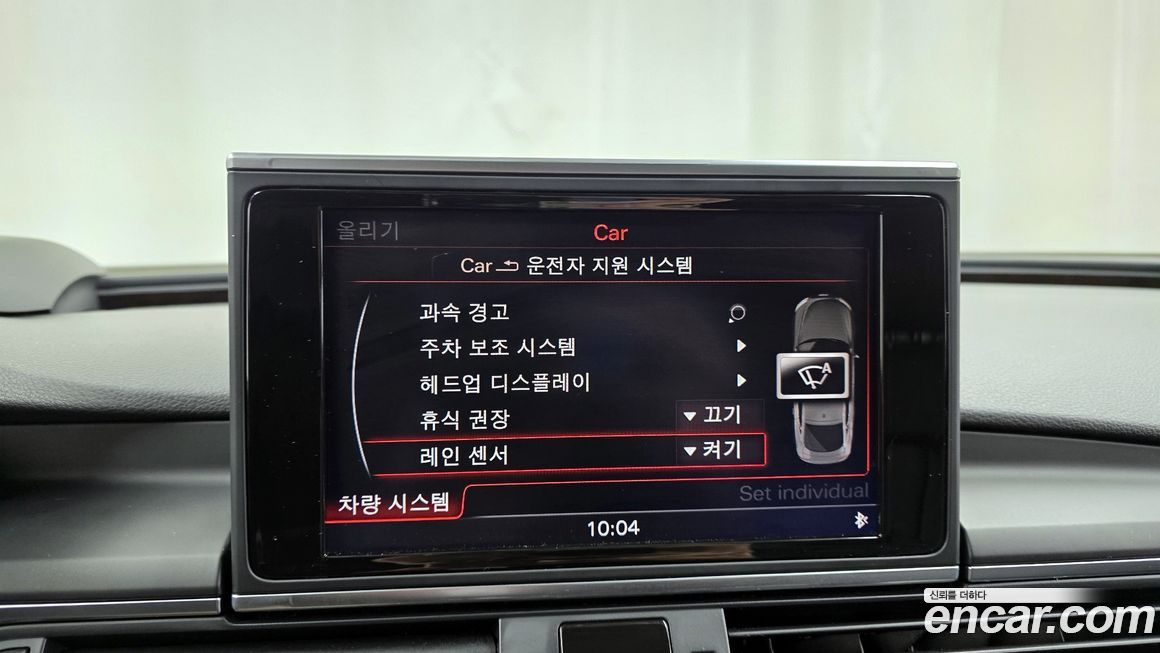 올리기
Car
Car 운전자 지원 시스템
과속 경고
주차 보조 시스템
헤드업 디스플레이
휴식 권장 끄기
레인 센서 켜기
A
차량 시스템
Set individual
10:04
신뢰를 더하다
encar.com